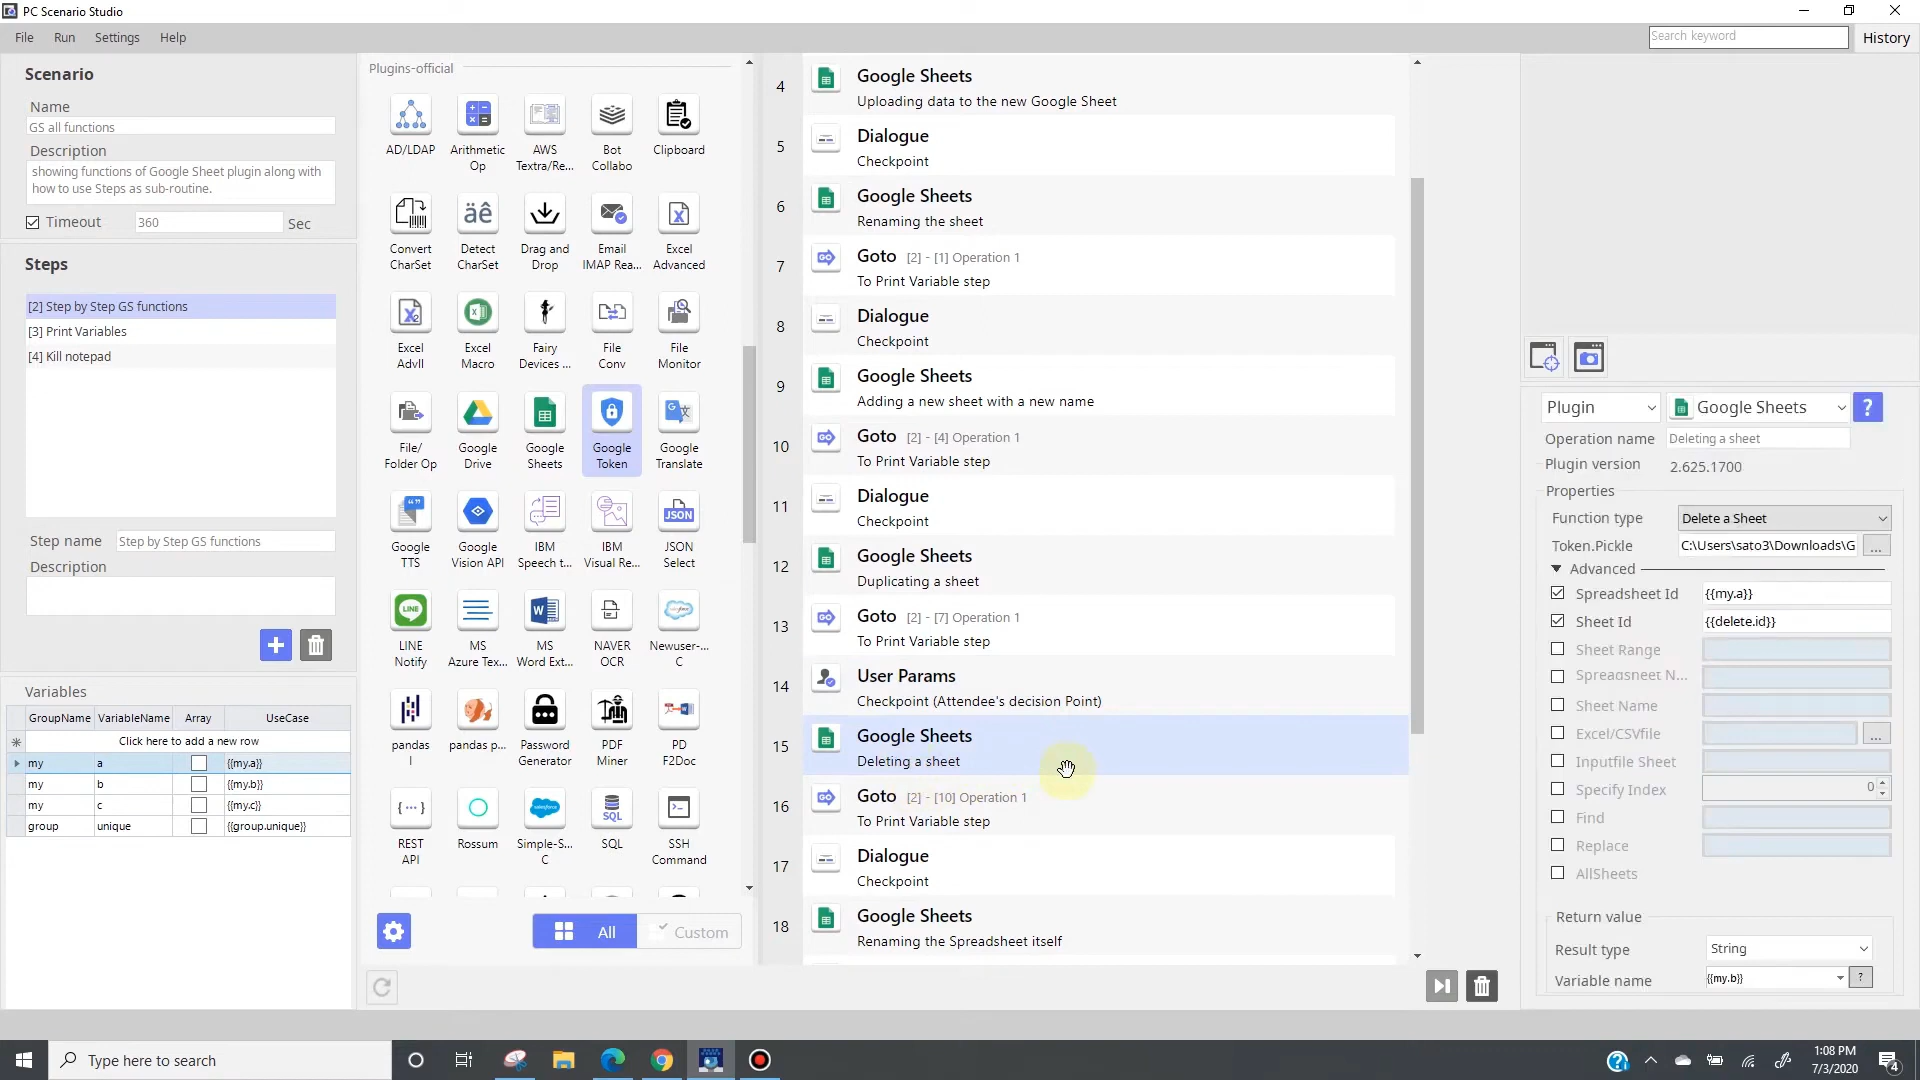 PC Scenario Studio
File Run Settings Help
Search keyword
History
Scenario
Name
GS all functions
Description
showing functions of Google Sheet plugin along with
how to use Steps as sub-routine.
Timeout 360 Sec
Steps
[2] Step by Step GS functions
[3] Print Variables
[4] Kill notepad
Step name Step by Step GS functions
Description
Variables
GroupName VariableName Array UseCase
Click here to add a new row
my a {{my.a}}
my b {{my.b}}
my c {{my.c}}
group unique {{group.unique}}
Plugins-official
AD/LDAP
Arithmetic
Op
AWS
Textra/Re...
Bot
Collabo
Clipboard
äê
Convert
CharSet
Detect
CharSet
Drag and
Drop
Email
IMAP Rea...
Excel
Advanced
Excel
AdvII
Excel
Macro
Fairy
Devices ...
File
Conv
File
Monitor
File/
Folder Op
Google
Drive
Google
Sheets
Google
Token
Google
Translate
JSON
Google
TTS
Google
Vision API
IBM
Speech t...
IBM
Visual Re...
JSON
Select
LINE
LINE
Notify
MS
Azure Tex...
MS
Word Ext...
NAVER
OCR
Newuser-...
C
pandas
I
pandas p...
Password
Generator
PDF
Miner
PD
F2Doc
SQL
REST
API
Rossum
Simple-S...
C
SQL
SSH
Command
All
Custom
4 Google Sheets
Uploading data to the new Google Sheet
5 Dialogue
Checkpoint
6 Google Sheets
Renaming the sheet
7 GO Goto [2] - [1] Operation 1
To Print Variable step
8 Dialogue
Checkpoint
9 Google Sheets
Adding a new sheet with a new name
10 GO Goto [2] - [4] Operation 1
To Print Variable step
11 Dialogue
Checkpoint
12 Google Sheets
Duplicating a sheet
13 GO Goto [2] - [7] Operation 1
To Print Variable step
14 User Params
Checkpoint (Attendee's decision Point)
15 Google Sheets
Deleting a sheet
16 GO Goto [2] - [10] Operation 1
To Print Variable step
17 Dialogue
Checkpoint
18 Google Sheets
Renaming the Spreadsheet itself
Plugin Google Sheets ?
Operation name Deleting a sheet
Plugin version 2.625.1700
Properties
Function type Delete a Sheet
Token.Pickle C:\Users\sato3\Downloads\G ...
Advanced
Spreadsheet Id {{my.a}}
Sheet Id {{delete.id}}
Sheet Range
Spreadsheet N...
Sheet Name
Excel/CSVfile ...
Inputfile Sheet
Specify Index 0
Find
Replace
AllSheets
Return value
Result type String
Variable name {{my.b}} ?
Type here to search
1:08 PM
7/3/2020
4